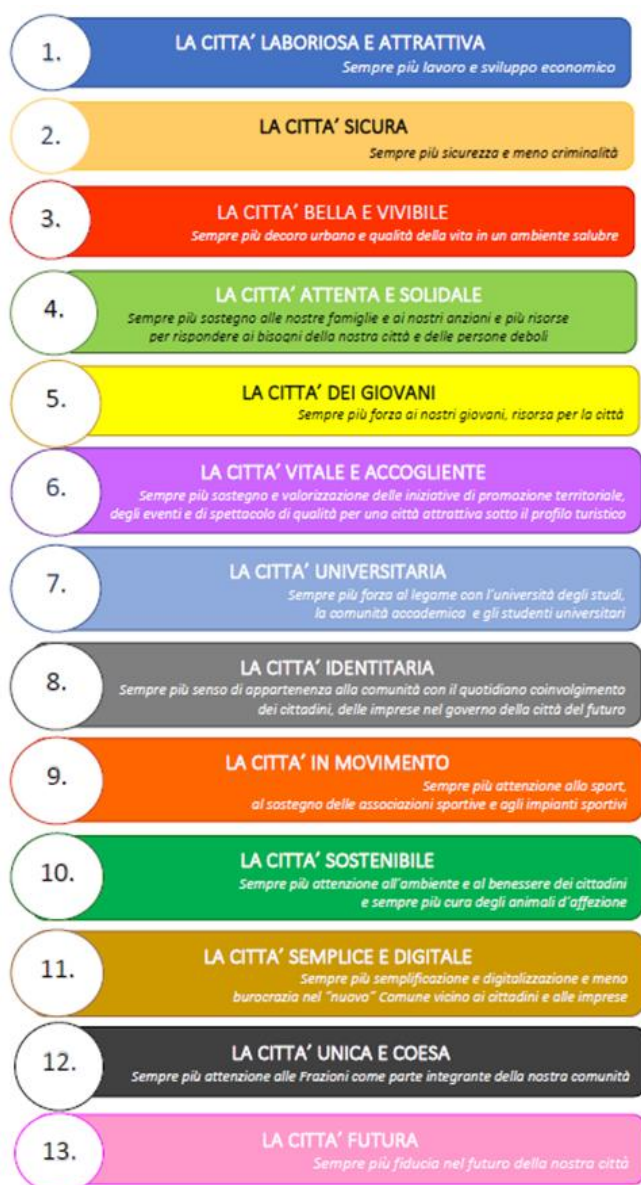 1.
LA CITTA' LABORIOSA E ATTRATTIVA
Sempre più lavoro e sviluppo economico
2.
LA CITTA' SICURA
Sempre più sicurezza e meno criminalità
3.
LA CITTA' BELLA E VIVIBILE
Sempre più decoro urbano e qualità della vita in un ambiente salubre
4.
LA CITTA' ATTENTA E SOLIDALE
Sempre più sostegno alle nostre famiglie e ai nostri anziani e più risorse
per rispondere ai bisogni della nostra città e delle persone deboli
5.
LA CITTA' DEI GIOVANI
Sempre più forza ai nostri giovani, risorsa per la città
6.
LA CITTA' VITALE E ACCOGLIENTE
Sempre più sostegno e valorizzazione delle iniziative di promozione territoriale,
degli eventi e di spettacolo di qualità per una città attrattiva sotto il profilo turistico
7.
LA CITTA' UNIVERSITARIA
Sempre più forza al legame con l'università degli studi,
la comunità accademica e gli studenti universitari
8.
LA CITTA' IDENTITARIA
Sempre più senso di appartenenza alla comunità con il quotidiano coinvolgimento
dei cittadini, delle imprese nel governo della città del futuro
9.
LA CITTA' IN MOVIMENTO
Sempre più attenzione allo sport,
al sostegno delle associazioni sportive e agli impianti sportivi
10.
LA CITTA' SOSTENIBILE
Sempre più attenzione all'ambiente e al benessere dei cittadini
e sempre più cura degli animali d'affezione
11.
LA CITTA' SEMPLICE E DIGITALE
Sempre più semplificazione e digitalizzazione e meno
burocrazia nel "nuovo" Comune vicino ai cittadini e alle imprese
12.
LA CITTA' UNICA E COESA
Sempre più attenzione alle Frazioni come parte integrante della nostra comunità
13.
LA CITTA' FUTURA
Sempre più fiducia nel futuro della nostra città